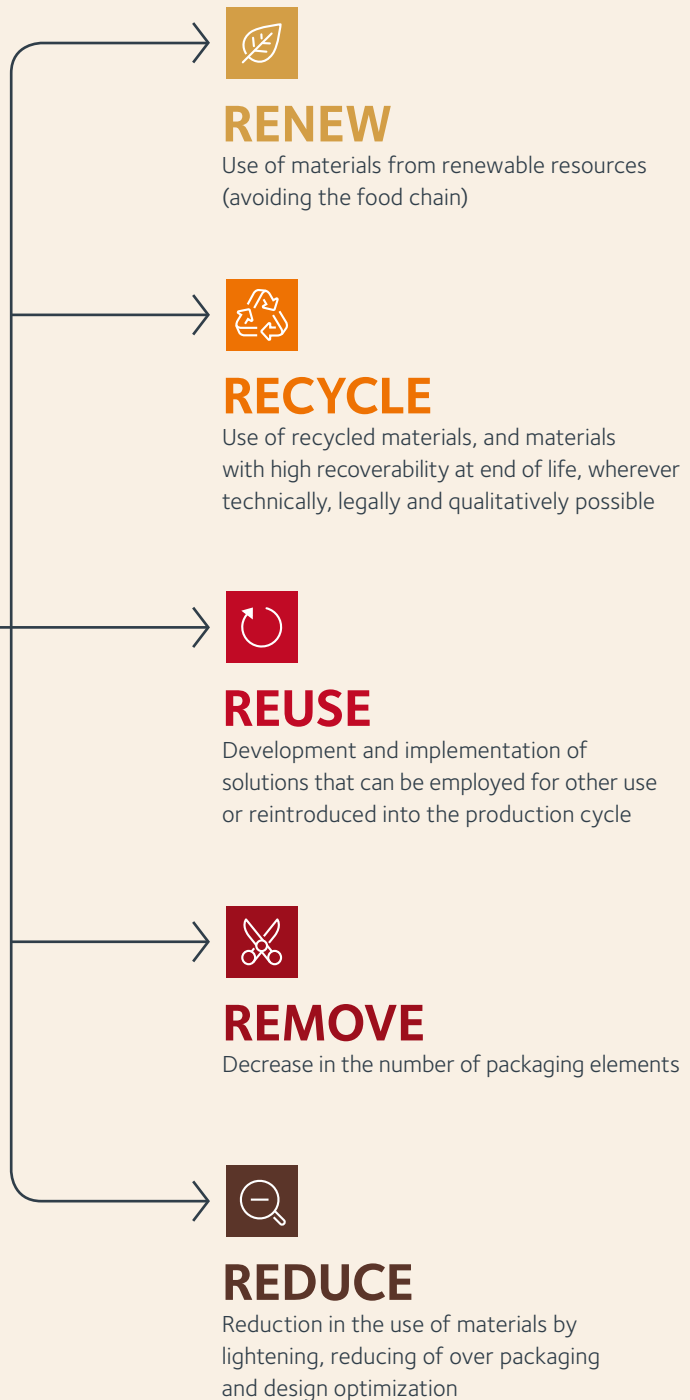 RENEW
Use of materials from renewable resources
(avoiding the food chain)
RECYCLE
Use of recycled materials, and materials
with high recoverability at end of life, wherever
technically, legally and qualitatively possible
REUSE
Development and implementation of
solutions that can be employed for other use
or reintroduced into the production cycle
REMOVE
Decrease in the number of packaging elements
REDUCE
Reduction in the use of materials by
lightening, reducing of over packaging
and design optimization